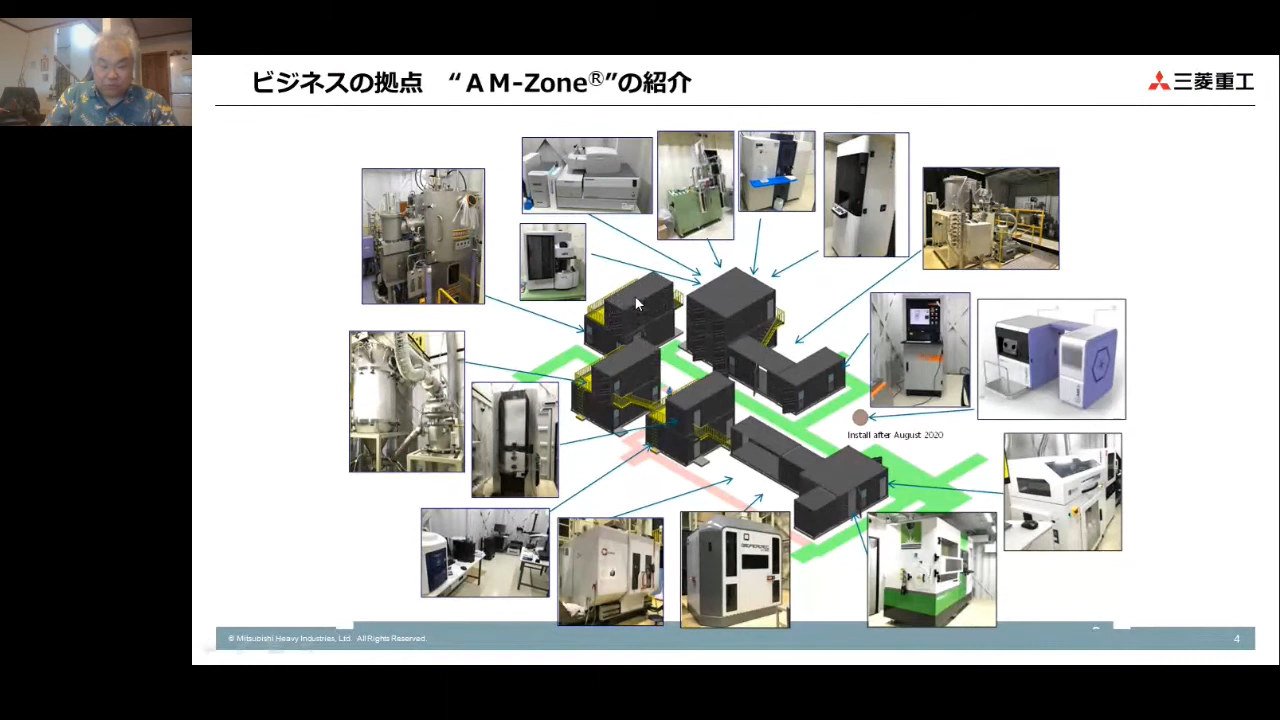 ビジネスの拠点 “AM-Zone®”の紹介
三菱重工
Install after August 2020
© Mitsubishi Heavy Industries, Ltd. All Rights Reserved.
4